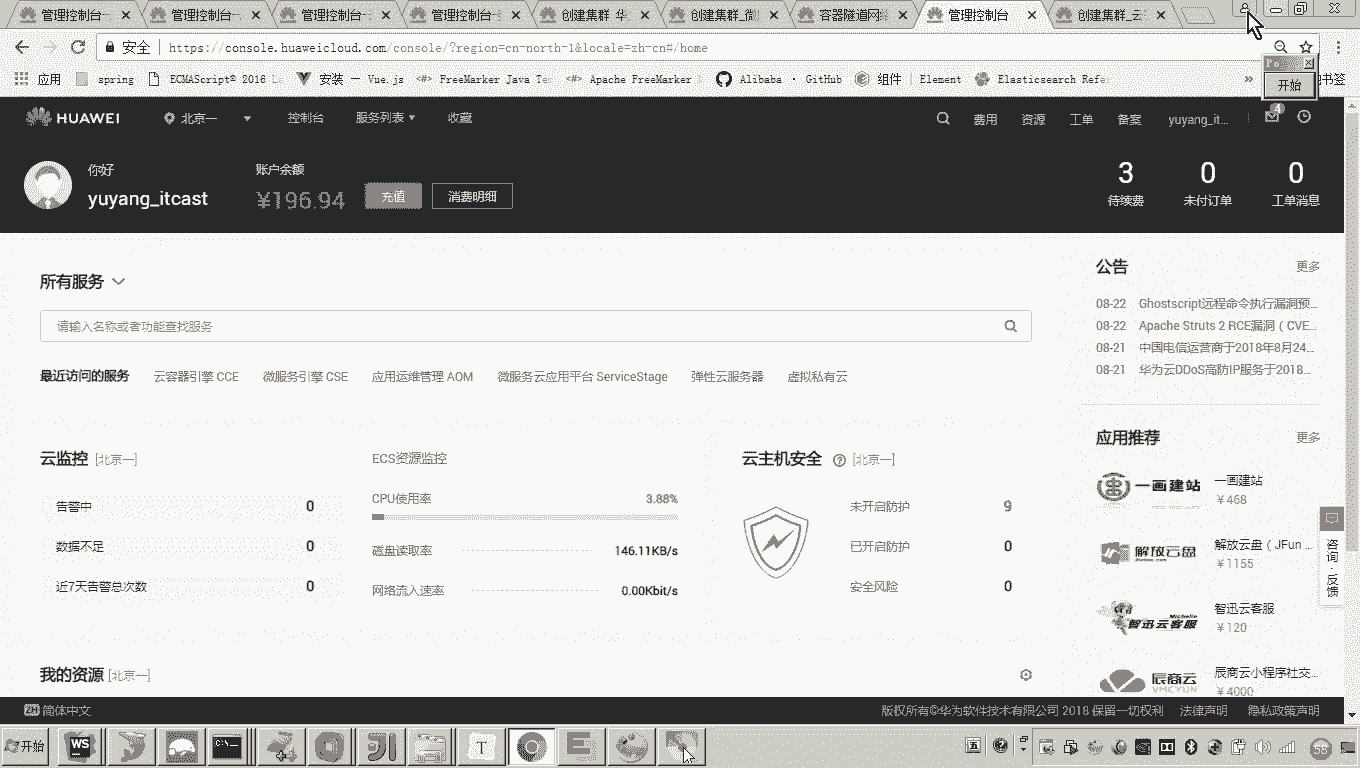 管理控制台
管理控制台
管理控制台
管理控制台
创建集群
创建集群_微
容器隧道网络
管理控制台
创建集群_云
安全 https://console.huaweicloud.com/console/?region=cn-north-1&locale=zh-cn#/home
应用 spring ECMAScript® 2016 La 安装 — Vue.js FreeMarker Java Tem Apache FreeMarker Alibaba · GitHub 组件 | Element Elasticsearch Refer » 书签
Po
开始
HUAWEI 北京一 控制台 服务列表 收藏 费用 资源 工单 备案 yuyang_it... 4
你好
yuyang_itcast
账户余额
¥196.94 充值 消费明细
3 0 0
待续费 未付订单 工单消息
所有服务
请输入名称或者功能查找服务
最近访问的服务 云容器引擎 CCE 微服务引擎 CSE 应用运维管理 AOM 微服务云应用平台 ServiceStage 弹性云服务器 虚拟私有云
云监控 [北京一]
告警中 0
数据不足 0
近7天告警总次数 0
ECS资源监控
CPU使用率 3.88%
磁盘读取率 146.11KB/s
网络流入速率 0.00Kbit/s
云主机安全 [北京一]
未开启防护 9
已开启防护 0
安全风险 0
我的资源 [北京一]
公告 更多
08-22 Ghostscript远程命令执行漏洞预...
08-22 Apache Struts 2 RCE漏洞（CVE...
08-21 中国电信运营商于2018年8月24...
08-21 华为云DDoS高防IP服务于2018...
应用推荐 更多
一画建站 一画建站
¥468
解放云盘 解放云盘（JFun ...
¥1155
智迅云客服 智迅云客服
¥120
辰商云 辰商云小程序社交...
VMCYUN ¥4000
咨询·反馈
简体中文 版权所有©华为软件技术有限公司 2018 保留一切权利 法律声明 隐私政策声明
开始 WS T 五 58